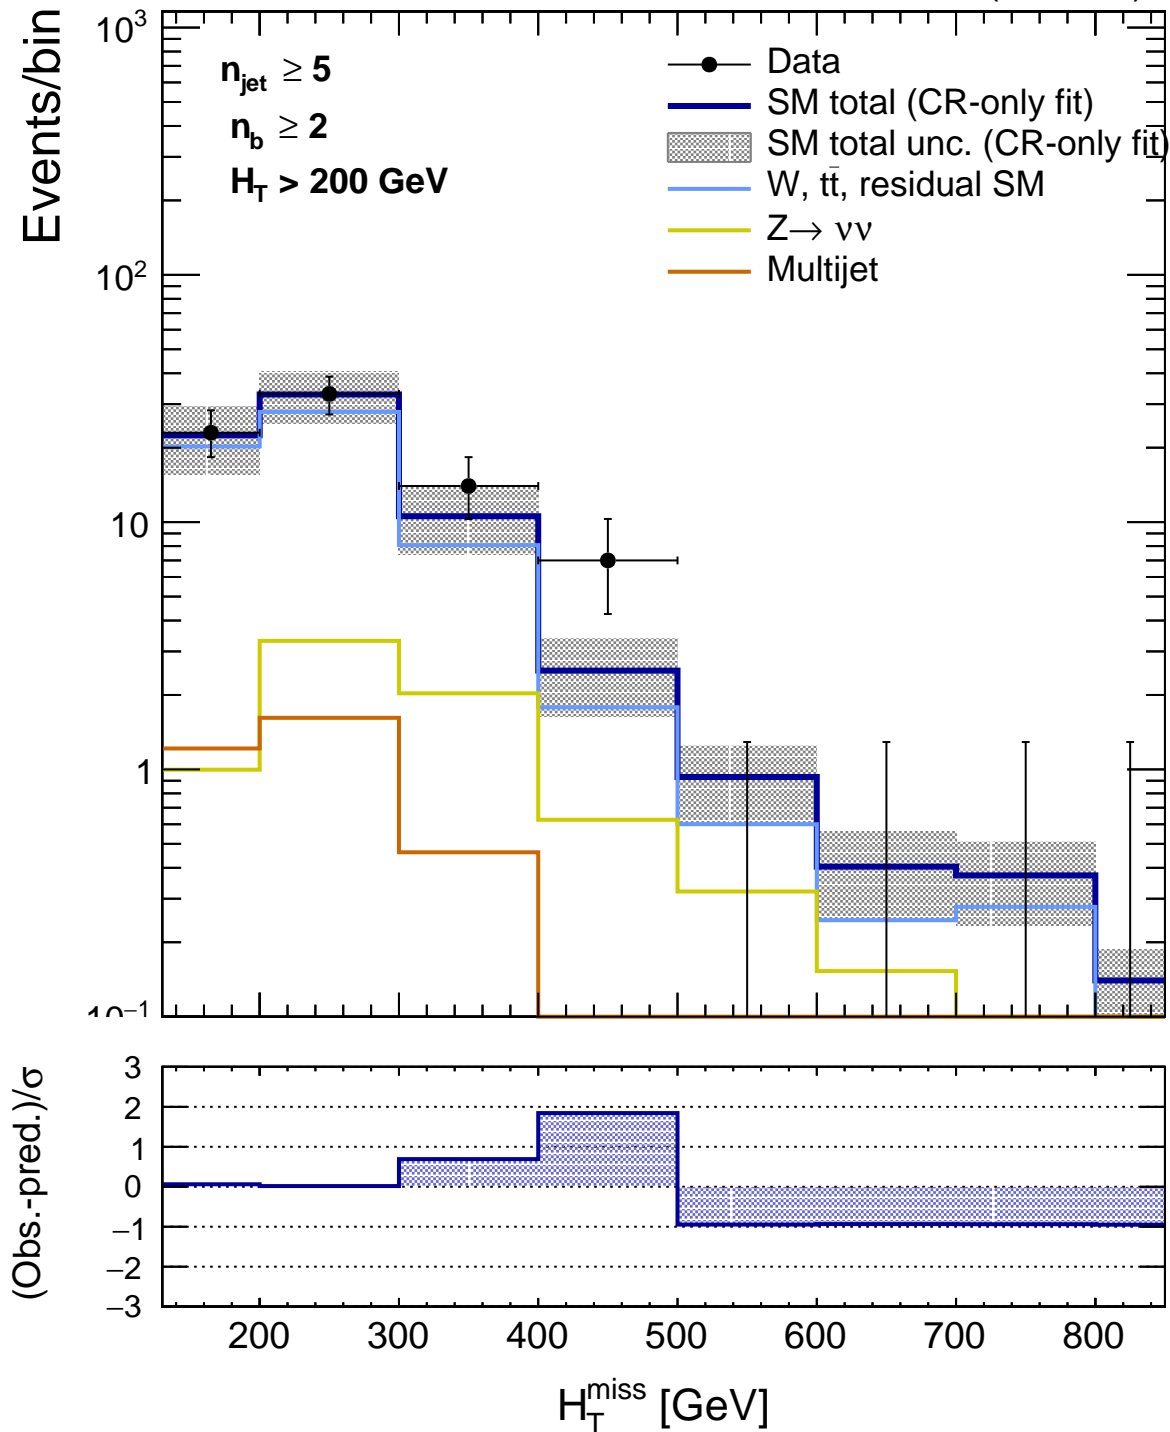 10³
Events/bin
n_jet ≥ 5
n_b ≥ 2
H_T > 200 GeV
Data
SM total (CR-only fit)
SM total unc. (CR-only fit)
W, tt̄, residual SM
Z→ νν
Multijet
10²
10
1
10⁻¹
(Obs.-pred.)/σ
3
2
1
0
−1
−2
−3
200 300 400 500 600 700 800
H_T^miss [GeV]